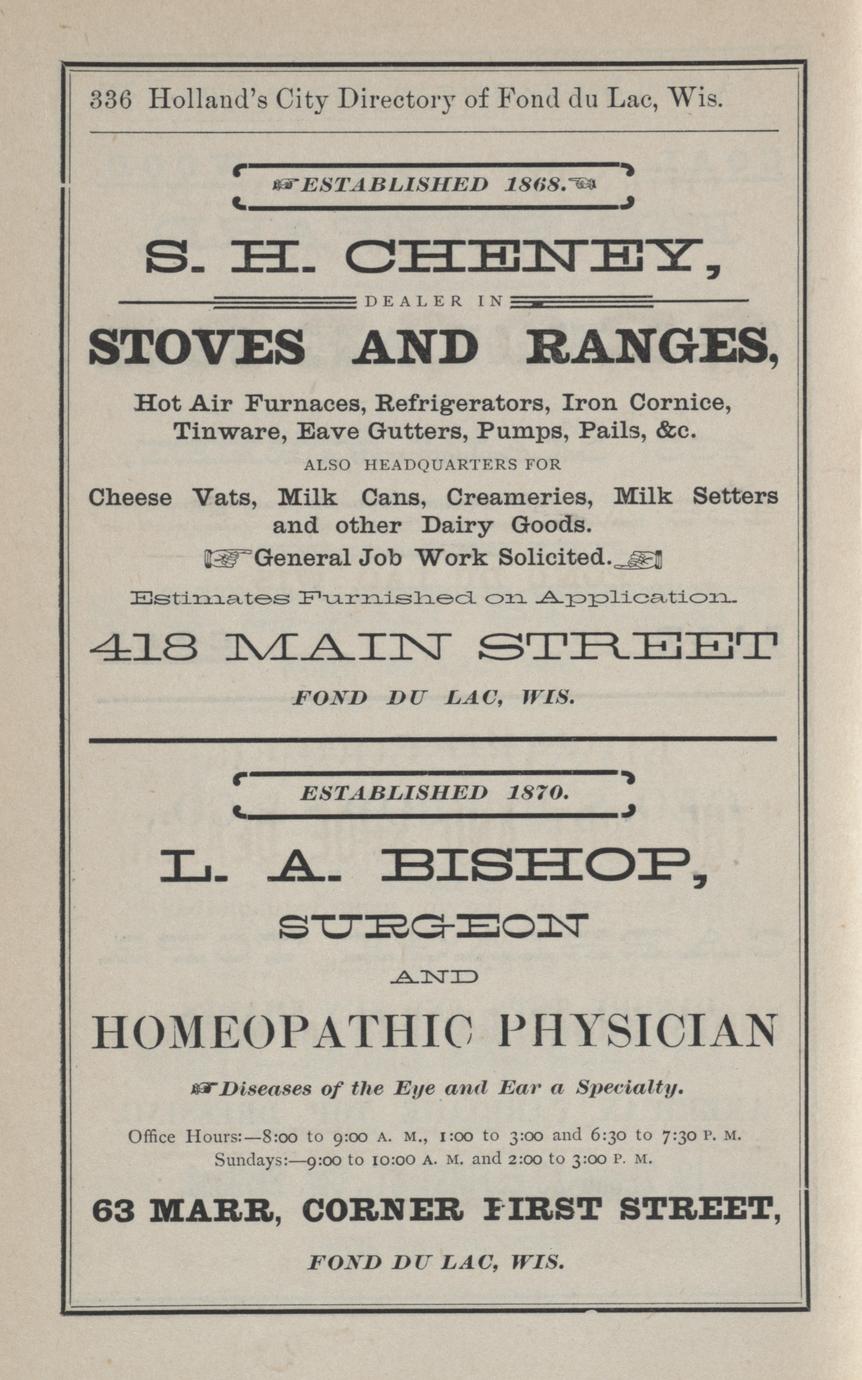 336 Holland's City Directory of Fond du Lac, Wis.
☞ESTABLISHED 1868.☜
S. H. CHENEY,
DEALER IN
STOVES AND RANGES,
Hot Air Furnaces, Refrigerators, Iron Cornice,
Tinware, Eave Gutters, Pumps, Pails, &c.
ALSO HEADQUARTERS FOR
Cheese Vats, Milk Cans, Creameries, Milk Setters
and other Dairy Goods.
☞General Job Work Solicited.☜
Estimates Furnished on Application.
418 MAIN STREET
FOND DU LAC, WIS.
ESTABLISHED 1870.
L. A. BISHOP,
SURGEON
AND
HOMEOPATHIC PHYSICIAN
☞Diseases of the Eye and Ear a Specialty.
Office Hours:—8:00 to 9:00 A. M., 1:00 to 3:00 and 6:30 to 7:30 P. M.
Sundays:—9:00 to 10:00 A. M. and 2:00 to 3:00 P. M.
63 MARR, CORNER FIRST STREET,
FOND DU LAC, WIS.